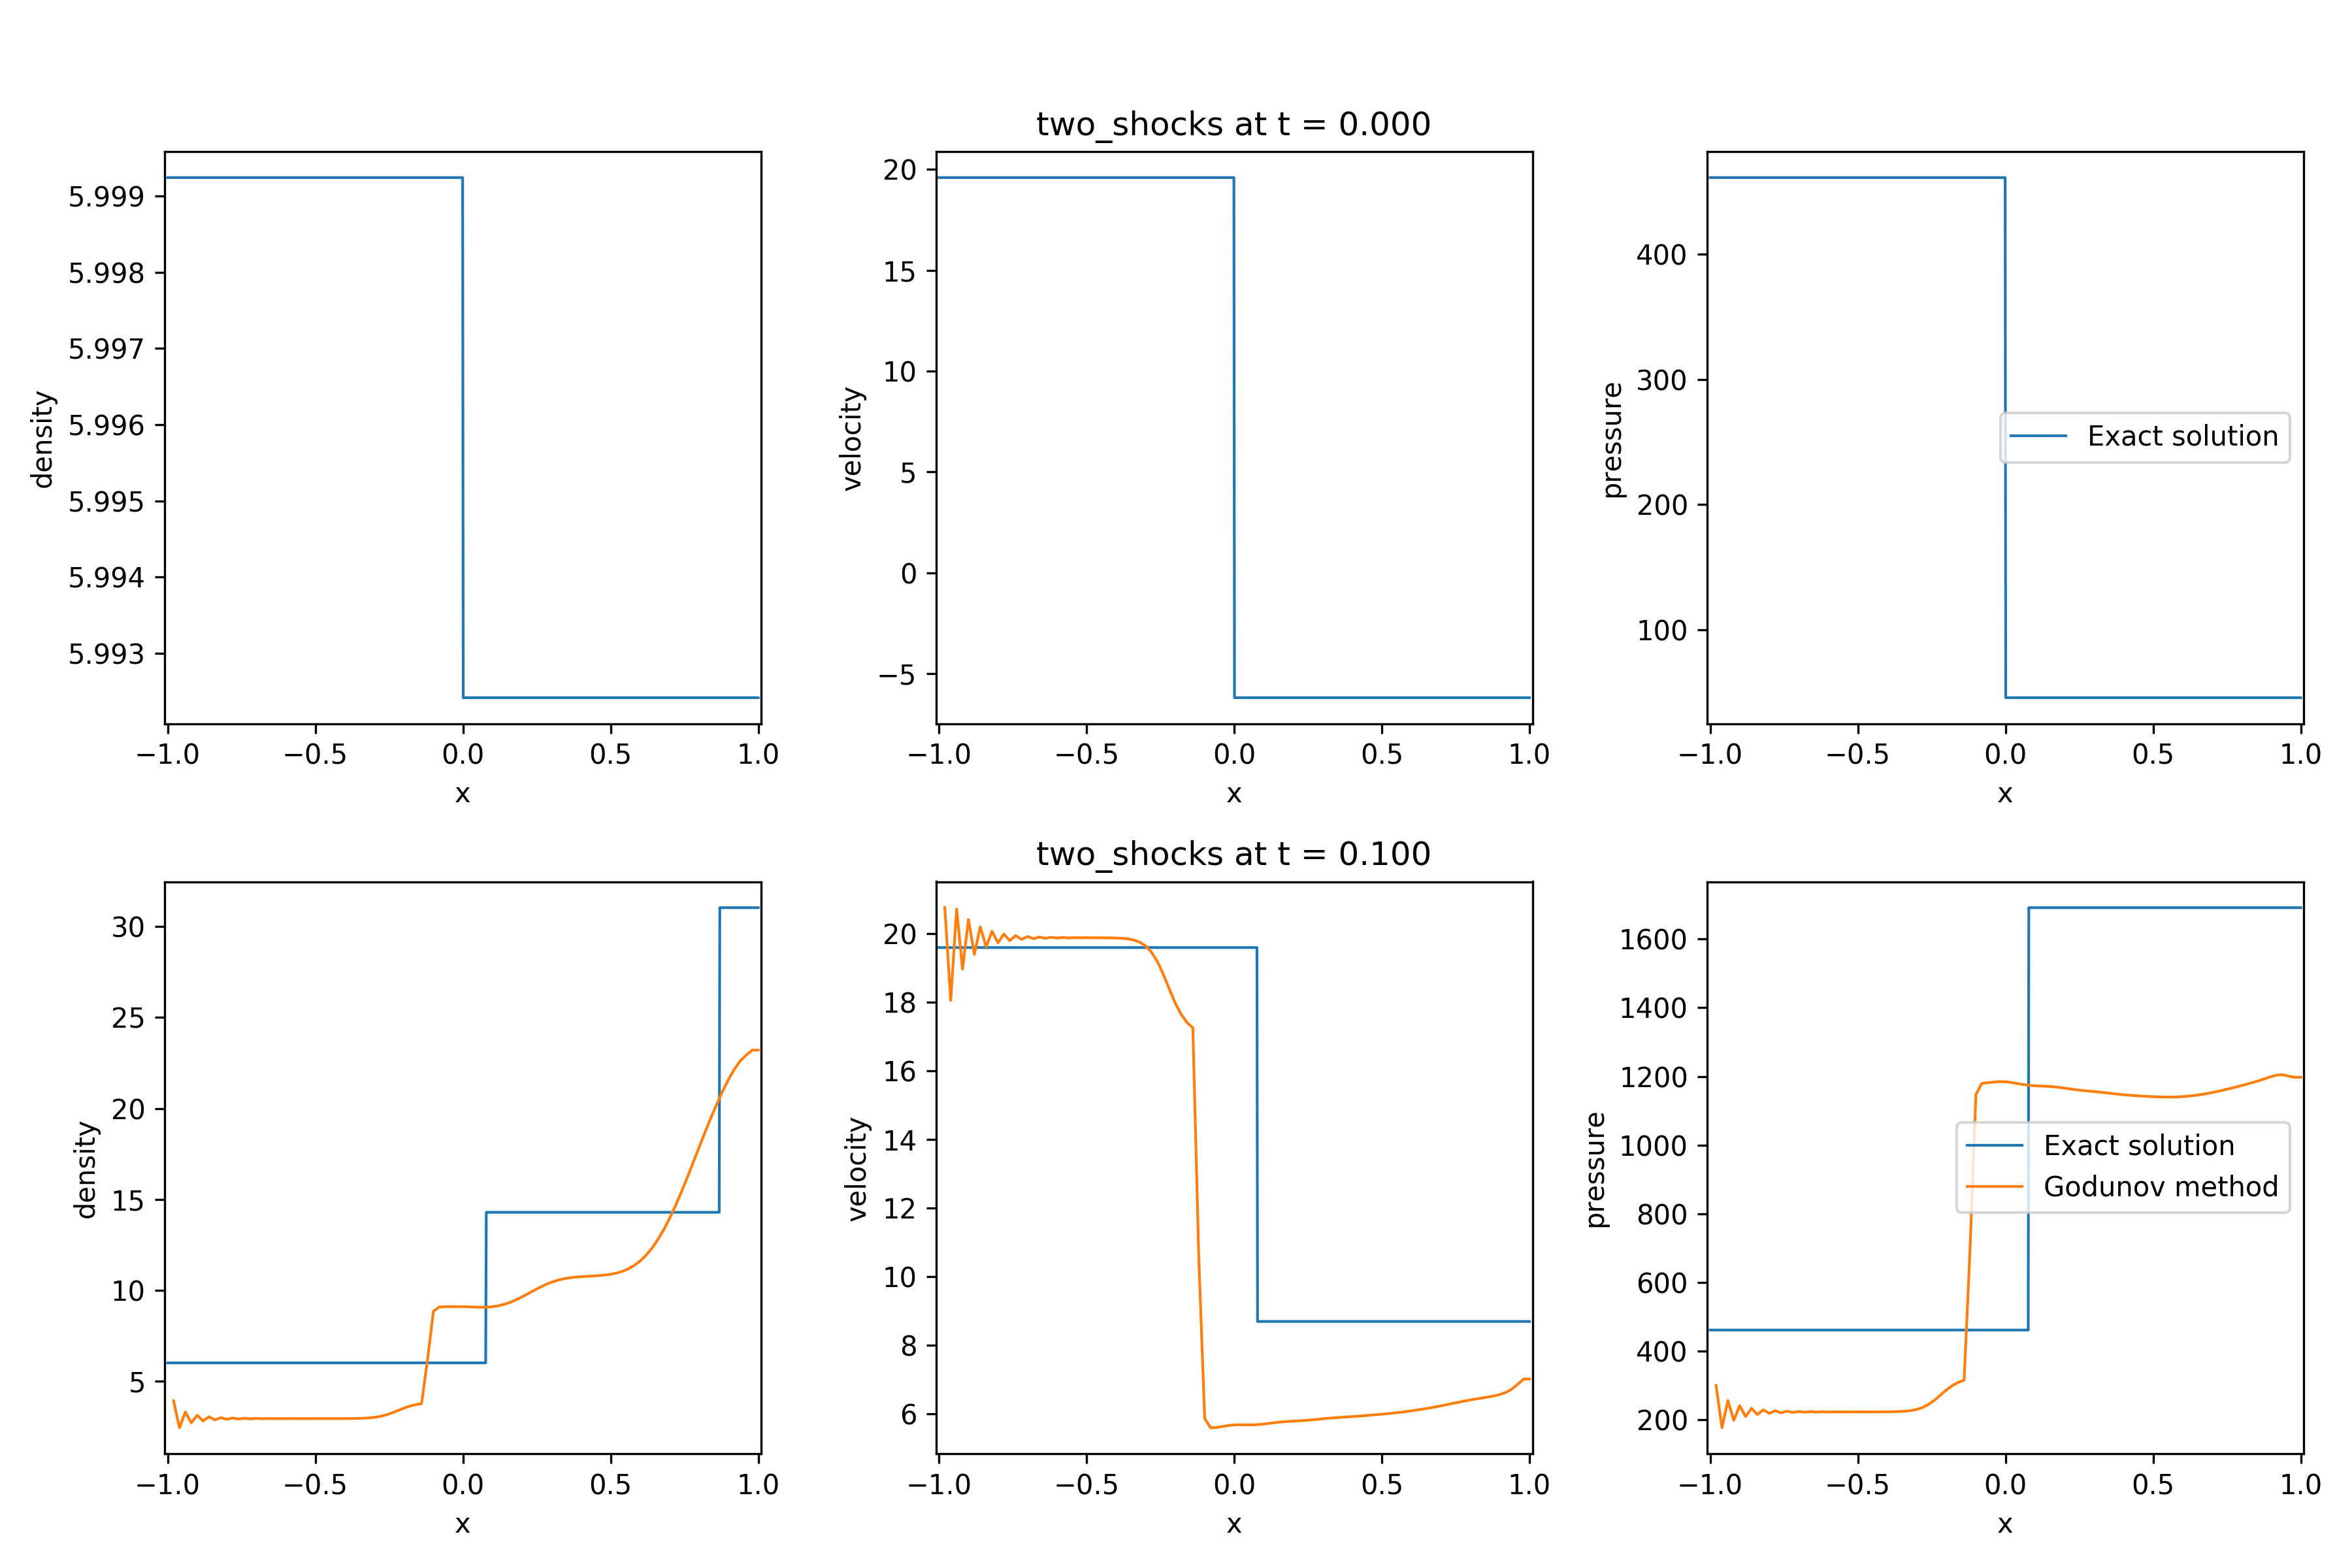 two_shocks at t = 0.000
density
5.999
5.998
5.997
5.996
5.995
5.994
5.993
−1.0 −0.5 0.0 0.5 1.0
x
velocity
20
15
10
5
0
−5
−1.0 −0.5 0.0 0.5 1.0
x
pressure
400
300
200
100
Exact solution
−1.0 −0.5 0.0 0.5 1.0
x
two_shocks at t = 0.100
density
30
25
20
15
10
5
−1.0 −0.5 0.0 0.5 1.0
x
velocity
20
18
16
14
12
10
8
6
−1.0 −0.5 0.0 0.5 1.0
x
pressure
1600
1400
1200
1000
800
600
400
200
Exact solution
Godunov method
−1.0 −0.5 0.0 0.5 1.0
x